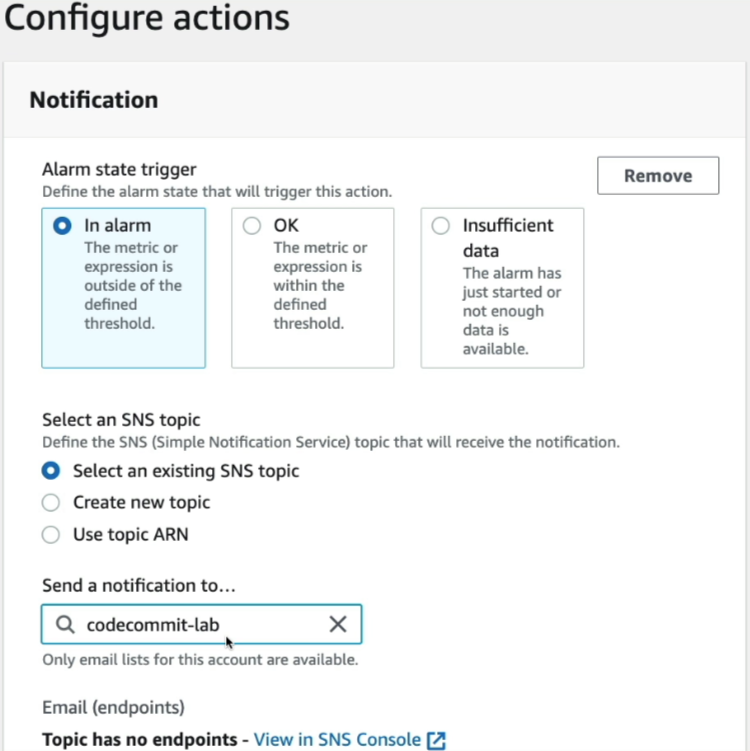 Configure actions
Notification
Alarm state trigger
Define the alarm state that will trigger this action.
Remove
In alarm
The metric or
expression is
outside of the
defined
threshold.
OK
The metric or
expression is
within the
defined
threshold.
Insufficient
data
The alarm has
just started or
not enough
data is
available.
Select an SNS topic
Define the SNS (Simple Notification Service) topic that will receive the notification.
Select an existing SNS topic
Create new topic
Use topic ARN
Send a notification to...
codecommit-lab
Only email lists for this account are available.
Email (endpoints)
Topic has no endpoints - View in SNS Console